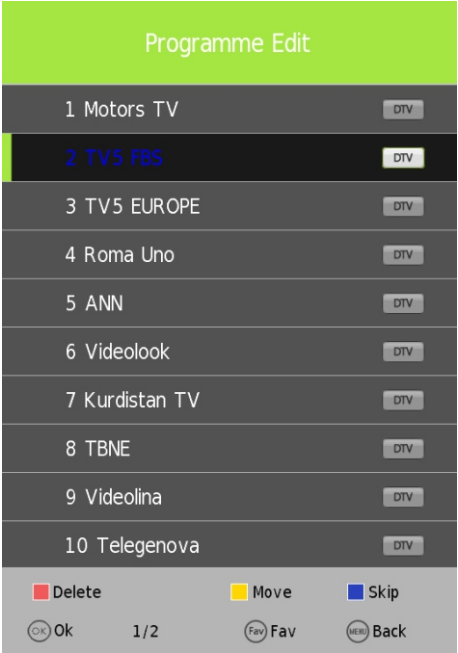 Programme Edit
1 Motors TV DTV
2 TV5 FBS DTV
3 TV5 EUROPE DTV
4 Roma Uno DTV
5 ANN DTV
6 Videolook DTV
7 Kurdistan TV DTV
8 TBNE DTV
9 Videolina DTV
10 Telegenova DTV
Delete Move Skip
OK Ok 1/2 Fav Fav MENU Back